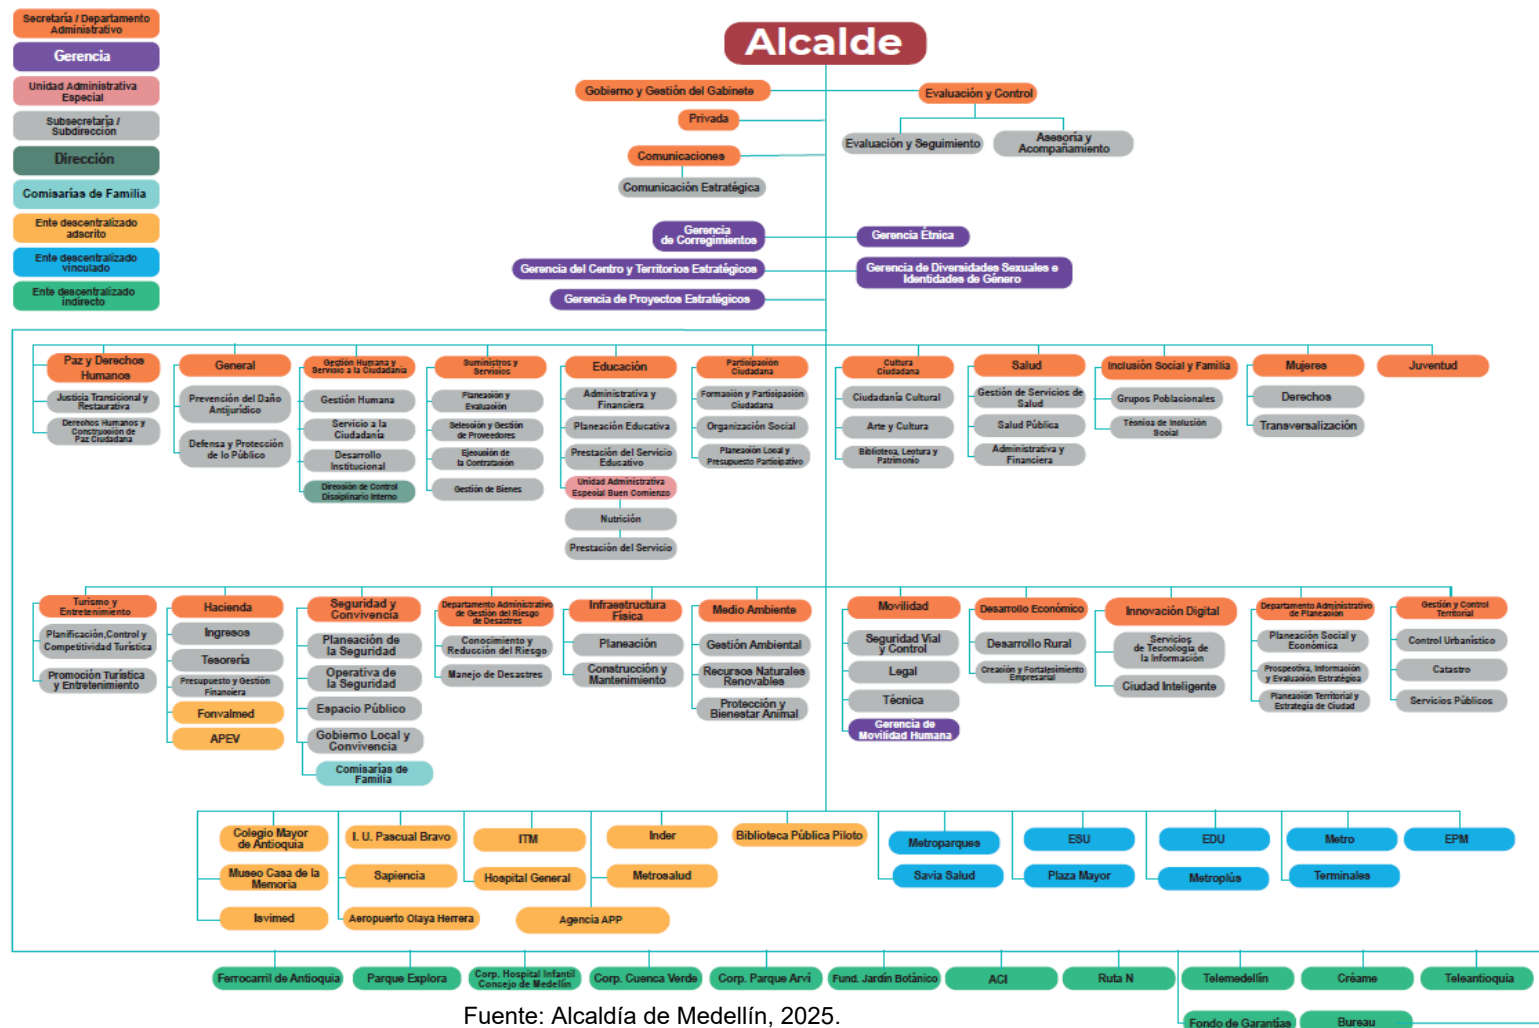 Secretaría / Departamento
Administrativo
Gerencia
Unidad Administrativa
Especial
Subsecretaría /
Subdirección
Dirección
Comisarías de Familia
Ente descentralizado
adscrito
Ente descentralizado
vinculado
Ente descentralizado
indirecto
Alcalde
Gobierno y Gestión del Gabinete
Evaluación y Control
Privada
Evaluación y Seguimiento
Asesoría y
Acompañamiento
Comunicaciones
Comunicación Estratégica
Gerencia
de Corregimientos
Gerencia Étnica
Gerencia del Centro y Territorios Estratégicos
Gerencia de Diversidades Sexuales e
Identidades de Género
Gerencia de Proyectos Estratégicos
Paz y Derechos
Humanos
Justicia Transicional y
Restaurativa
Derechos Humanos y
Construcción de
Paz Ciudadana
General
Prevención del Daño
Antijurídico
Defensa y Protección
de lo Público
Gestión Humana y
Servicio a la Ciudadanía
Gestión Humana
Servicio a la
Ciudadanía
Desarrollo
Institucional
Dirección de Control
Disciplinario Interno
Suministros y
Servicios
Planeación y
Evaluación
Selección y Gestión
de Proveedores
Ejecución de
la Contratación
Gestión de Bienes
Educación
Administrativa y
Financiera
Planeación Educativa
Prestación del Servicio
Educativo
Unidad Administrativa
Especial Buen Comienzo
Nutrición
Prestación del Servicio
Participación
Ciudadana
Formación y Participación
Ciudadana
Organización Social
Planeación Local y
Presupuesto Participativo
Cultura
Ciudadana
Ciudadanía Cultural
Arte y Cultura
Biblioteca, Lectura y
Patrimonio
Salud
Gestión de Servicios de
Salud
Salud Pública
Administrativa y
Financiera
Inclusión Social y Familia
Grupos Poblacionales
Técnica de Inclusión
Social
Mujeres
Derechos
Transversalización
Juventud
Turismo y
Entretenimiento
Planificación,Control y
Competitividad Turística
Promoción Turística
y Entretenimiento
Hacienda
Ingresos
Tesorería
Presupuesto y Gestión
Financiera
Fonvalmed
APEV
Seguridad y
Convivencia
Planeación de
la Seguridad
Operativa de
la Seguridad
Espacio Público
Gobierno Local y
Convivencia
Comisarías de
Familia
Departamento Administrativo
de Gestión del Riesgo
de Desastres
Conocimiento y
Reducción del Riesgo
Manejo de Desastres
Infraestructura
Física
Planeación
Construcción y
Mantenimiento
Medio Ambiente
Gestión Ambiental
Recursos Naturales
Renovables
Protección y
Bienestar Animal
Movilidad
Seguridad Vial
y Control
Legal
Técnica
Gerencia de
Movilidad Humana
Desarrollo Económico
Desarrollo Rural
Creación y Fortalecimiento
Empresarial
Innovación Digital
Servicios
de Tecnología de
la Información
Ciudad Inteligente
Departamento Administrativo
de Planeación
Planeación Social y
Económica
Prospectiva, Información
y Evaluación Estratégica
Planeación Territorial y
Estrategia de Ciudad
Gestión y Control
Territorial
Control Urbanístico
Catastro
Servicios Públicos
Colegio Mayor
de Antioquia
I. U. Pascual Bravo
ITM
Inder
Biblioteca Pública Piloto
Metroparques
ESU
EDU
Metro
EPM
Museo Casa de la
Memoria
Sapiencia
Hospital General
Metrosalud
Savia Salud
Plaza Mayor
Metroplús
Terminales
Isvimed
Aeropuerto Olaya Herrera
Agencia APP
Ferrocarril de Antioquia
Parque Explora
Corp. Hospital Infantil
Concejo de Medellín
Corp. Cuenca Verde
Corp. Parque Arví
Fund. Jardín Botánico
ACI
Ruta N
Telemedellín
Créame
Teleantioquia
Fondo de Garantías
Bureau
Fuente: Alcaldía de Medellín, 2025.